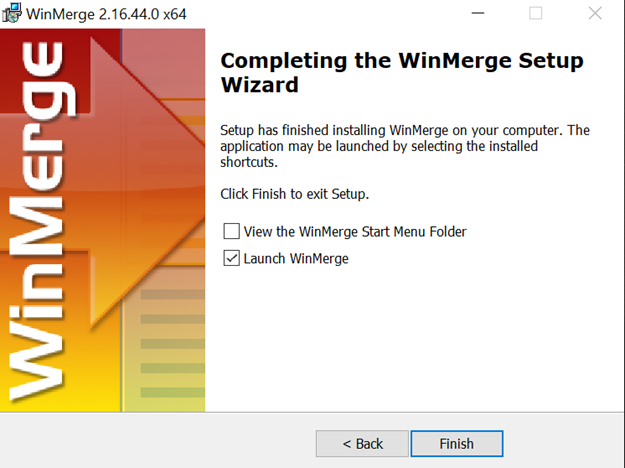 WinMerge 2.16.44.0 x64
WinMerge
Completing the WinMerge Setup
Wizard
Setup has finished installing WinMerge on your computer. The
application may be launched by selecting the installed
shortcuts.
Click Finish to exit Setup.
View the WinMerge Start Menu Folder
Launch WinMerge
< Back
Finish